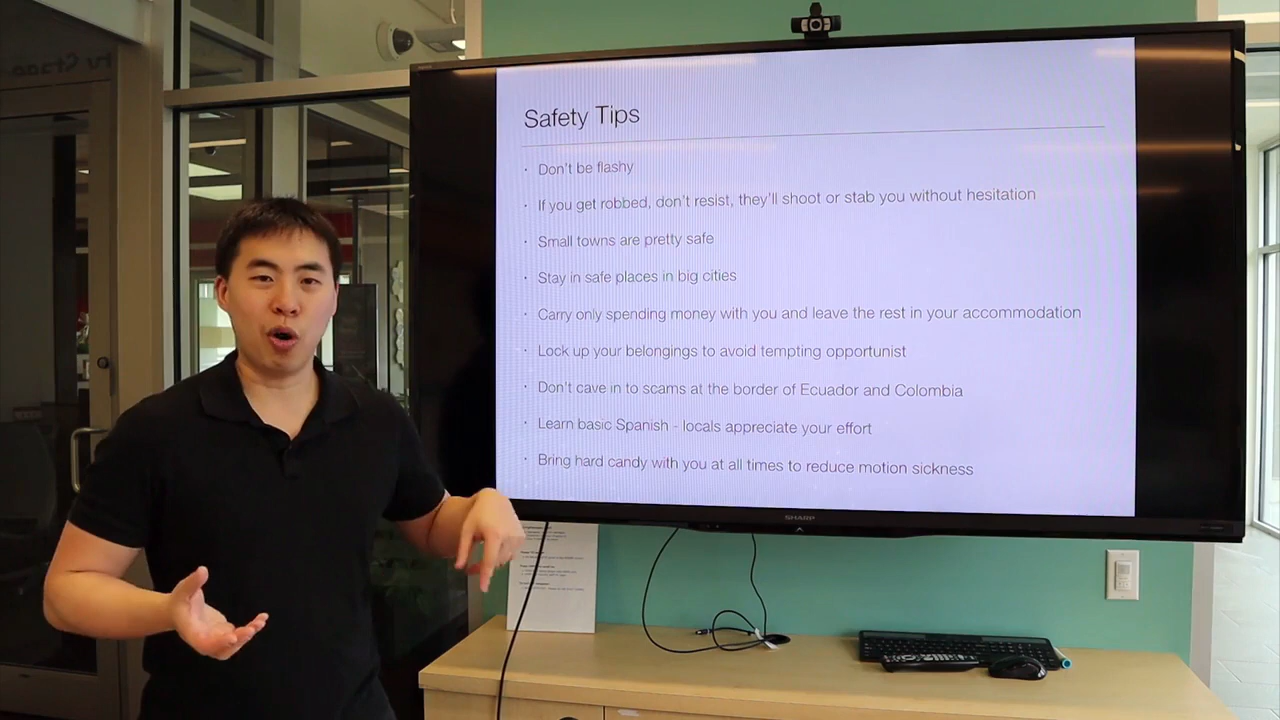 Safety Tips
· Don't be flashy
· If you get robbed, don't resist, they'll shoot or stab you without hesitation
· Small towns are pretty safe
· Stay in safe places in big cities
· Carry only spending money with you and leave the rest in your accommodation
· Lock up your belongings to avoid tempting opportunist
· Don't cave in to scams at the border of Ecuador and Colombia
· Learn basic Spanish - locals appreciate your effort
· Bring hard candy with you at all times to reduce motion sickness
SHARP